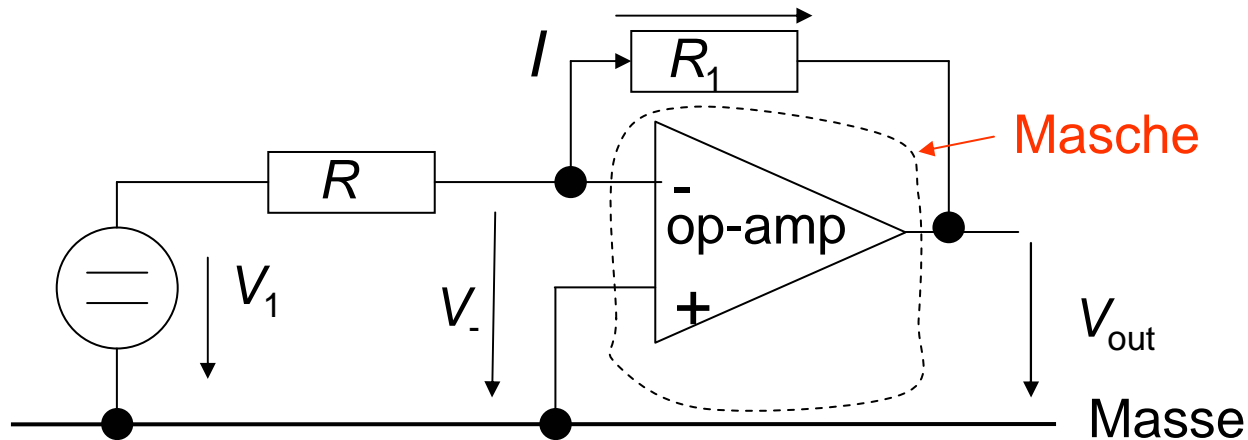 I
R1
Masche
R
-
op-amp
V1
V-
+
Vout
Masse